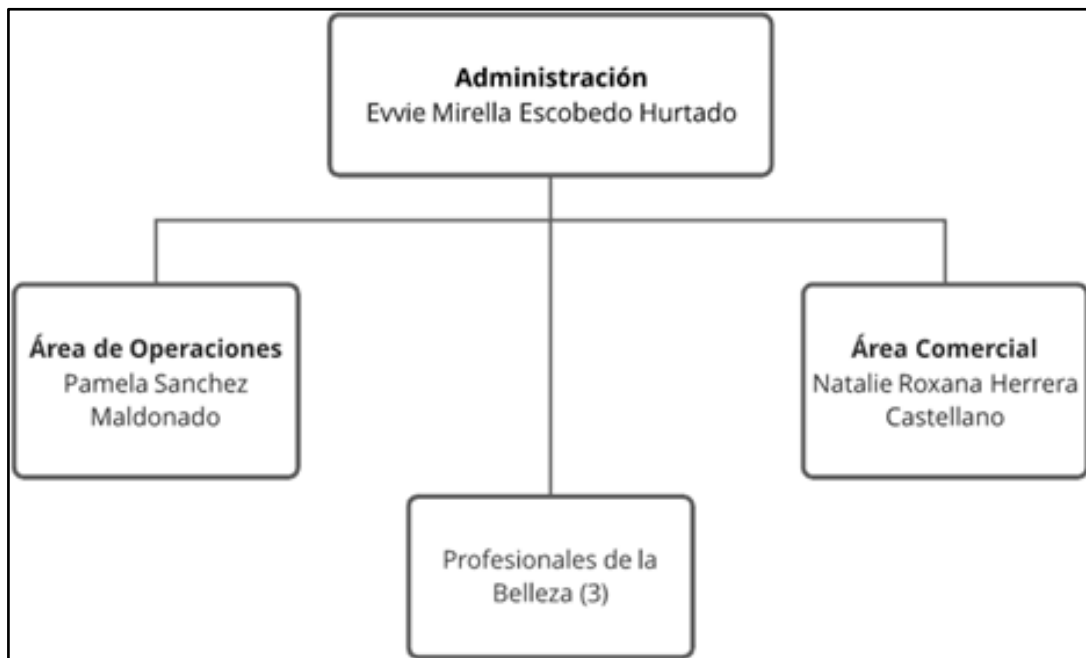 Administración
Evvie Mirella Escobedo Hurtado
Área de Operaciones
Pamela Sanchez
Maldonado
Área Comercial
Natalie Roxana Herrera
Castellano
Profesionales de la
Belleza (3)